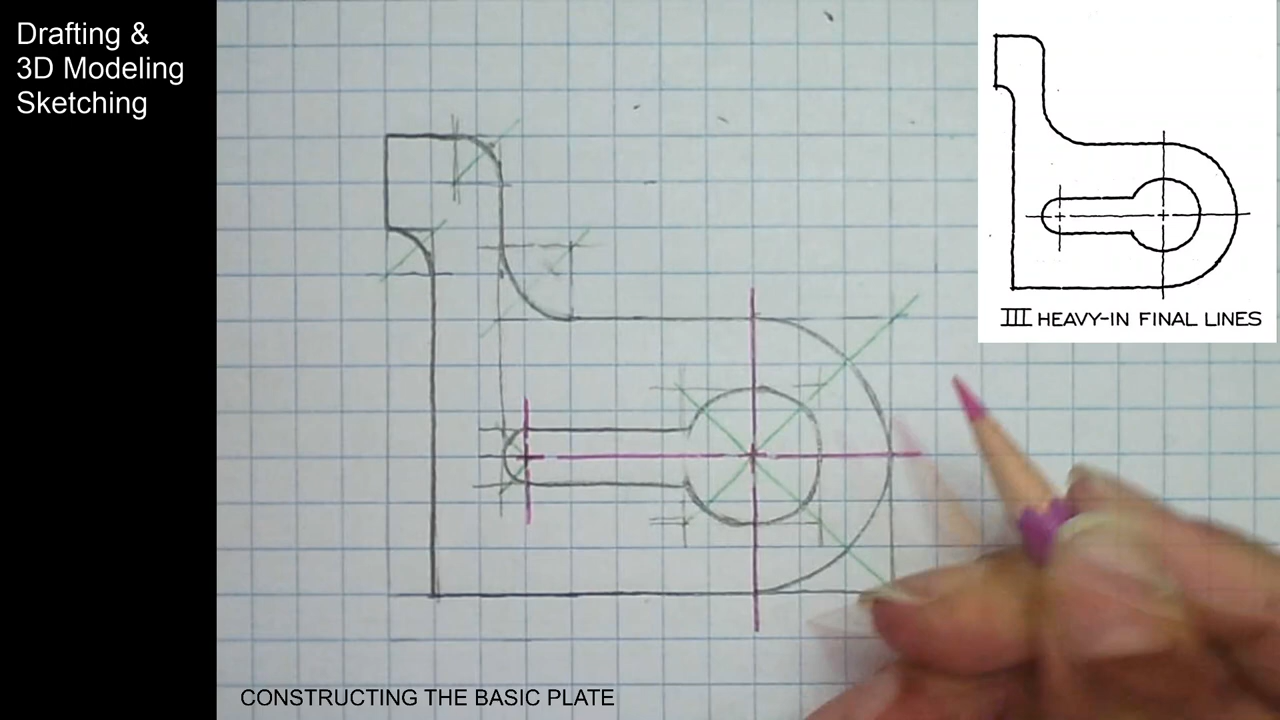 Drafting &
3D Modeling
Sketching
III HEAVY-IN FINAL LINES
CONSTRUCTING THE BASIC PLATE